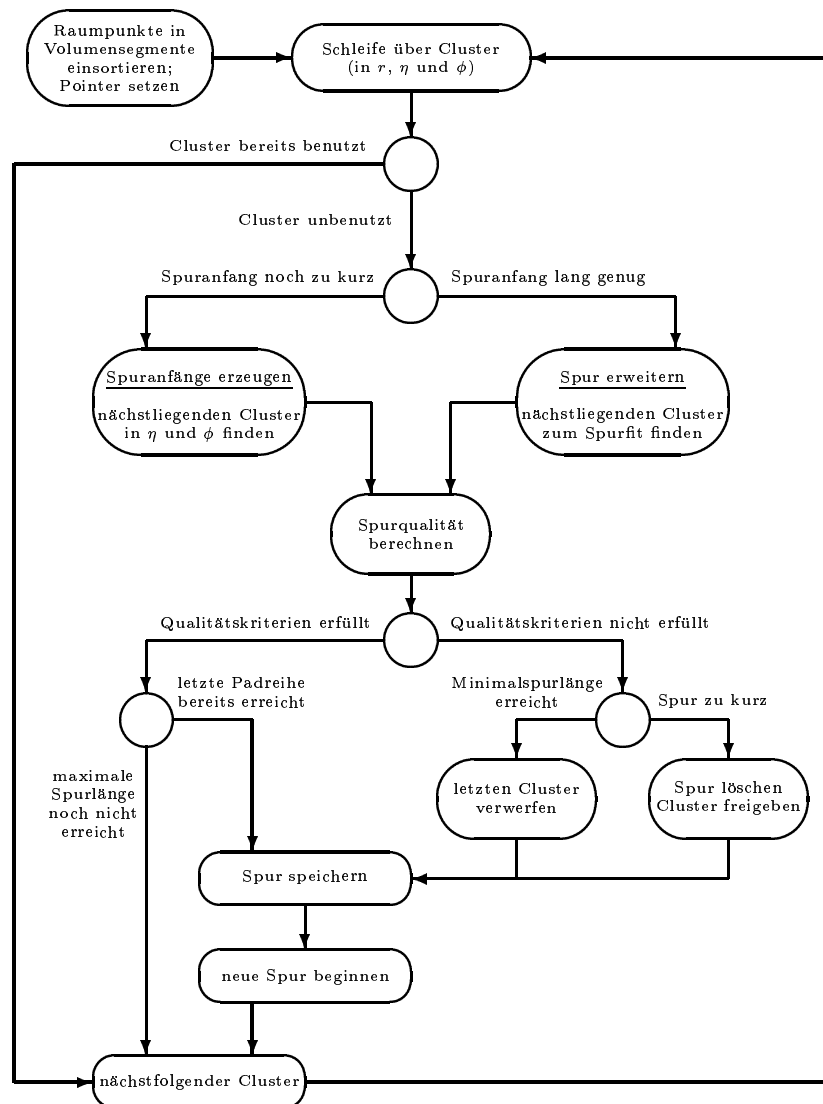 Raumpunkte in
Volumensegmente
einsortieren;
Pointer setzen
Schleife über Cluster
(in r, η und ϕ)
Cluster bereits benutzt
Cluster unbenutzt
Spuranfang noch zu kurz
Spuranfang lang genug
Spuranfänge erzeugen
nächstliegenden Cluster
in η und ϕ finden
Spur erweitern
nächstliegenden Cluster
zum Spurfit finden
Spurqualität
berechnen
Qualitätskriterien erfüllt
Qualitätskriterien nicht erfüllt
letzte Padreihe
bereits erreicht
Minimalspurlänge
erreicht
Spur zu kurz
maximale
Spurlänge
noch nicht
erreicht
letzten Cluster
verwerfen
Spur löschen
Cluster freigeben
Spur speichern
neue Spur beginnen
nächstfolgender Cluster